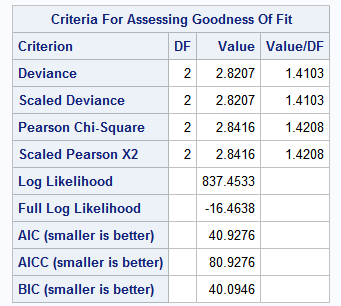 Criteria For Assessing Goodness Of Fit
Criterion DF Value Value/DF
Deviance 2 2.8207 1.4103
Scaled Deviance 2 2.8207 1.4103
Pearson Chi-Square 2 2.8416 1.4208
Scaled Pearson X2 2 2.8416 1.4208
Log Likelihood 837.4533
Full Log Likelihood -16.4638
AIC (smaller is better) 40.9276
AICC (smaller is better) 80.9276
BIC (smaller is better) 40.0946